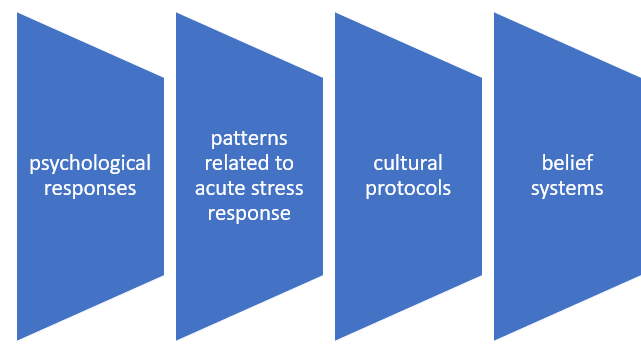 psychological
responses
patterns
related to
acute stress
response
cultural
protocols
belief
systems